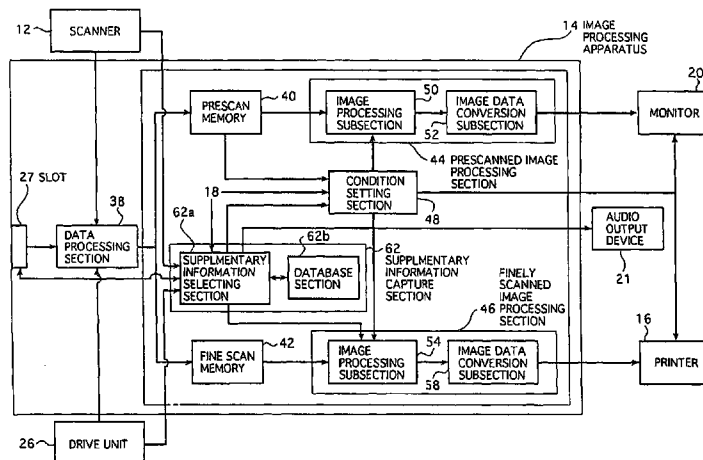 12
SCANNER
14 IMAGE
PROCESSING
APPARATUS
40
PRESCAN
MEMORY
50
IMAGE
PROCESSING
SUBSECTION
IMAGE DATA
CONVERSION
SUBSECTION
52
20
MONITOR
44 PRESCANNED IMAGE
PROCESSING
SECTION
27 SLOT
38
DATA
PROCESSING
SECTION
18
CONDITION
SETTING
SECTION
48
62a
62b
SUPPLMENTARY
INFORMATION
SELECTING
SECTION
DATABASE
SECTION
62
SUPPLMENTARY
INFORMATION
CAPTURE
SECTION
AUDIO
OUTPUT
DEVICE
21
FINELY
SCANNED
IMAGE
PROCESSING
SECTION
46
42
FINE SCAN
MEMORY
54
IMAGE
PROCESSING
SUBSECTION
IMAGE DATA
CONVERSION
SUBSECTION
58
16
PRINTER
26
DRIVE UNIT